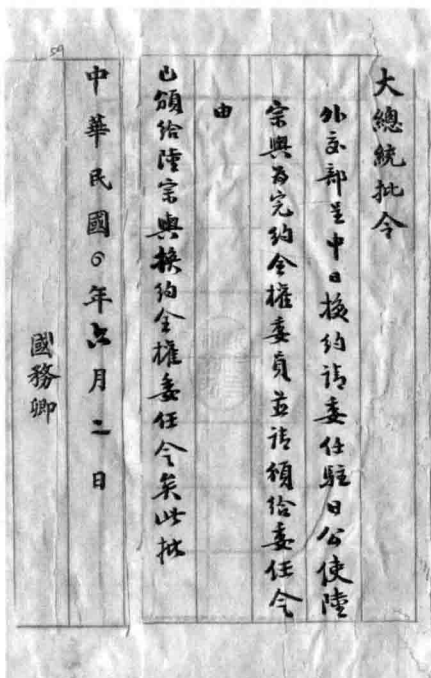 大總統批令
外交部呈中日換約請委任駐日公使陸
宗輿為完約全權委員並請頒給委任令
由
已頒給陸宗輿換約全權委任令矣此批
中華民國 年六月二日
國務卿